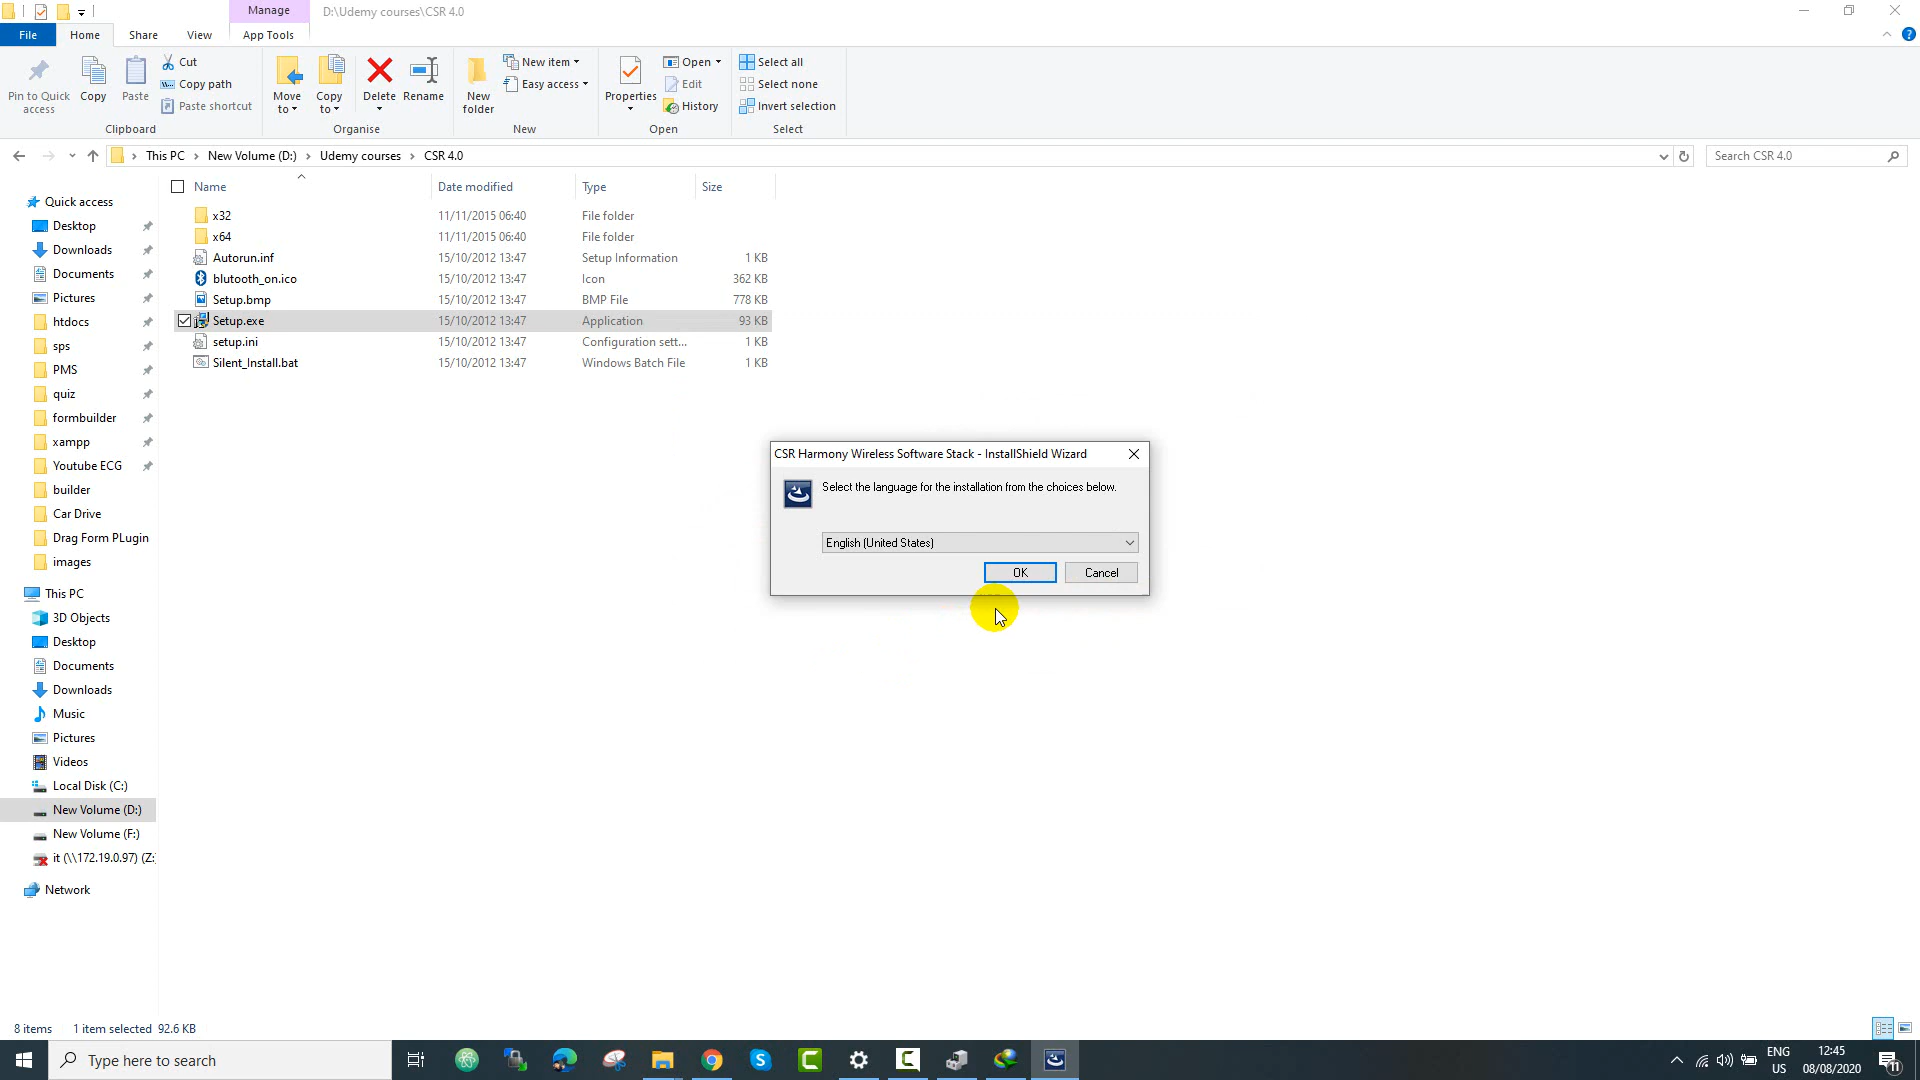 Manage
D:\Udemy courses\CSR 4.0
File
Home
Share
View
App Tools
Pin to Quick access
Copy
Paste
Cut
Copy path
Paste shortcut
Clipboard
Move to
Copy to
Delete
Rename
Organise
New folder
New item
Easy access
New
Properties
Open
Edit
History
Open
Select all
Select none
Invert selection
Select
This PC
New Volume (D:)
Udemy courses
CSR 4.0
Search CSR 4.0
Name
Date modified
Type
Size
x32 11/11/2015 06:40 File folder
x64 11/11/2015 06:40 File folder
Autorun.inf 15/10/2012 13:47 Setup Information 1 KB
blutooth_on.ico 15/10/2012 13:47 Icon 362 KB
Setup.bmp 15/10/2012 13:47 BMP File 778 KB
Setup.exe 15/10/2012 13:47 Application 93 KB
setup.ini 15/10/2012 13:47 Configuration sett... 1 KB
Silent_Install.bat 15/10/2012 13:47 Windows Batch File 1 KB
Quick access
Desktop
Downloads
Documents
Pictures
htdocs
sps
PMS
quiz
formbuilder
xampp
Youtube ECG
builder
Car Drive
Drag Form PLugin
images
This PC
3D Objects
Desktop
Documents
Downloads
Music
Pictures
Videos
Local Disk (C:)
New Volume (D:)
New Volume (F:)
it (\\172.19.0.97) (Z:
Network
CSR Harmony Wireless Software Stack - InstallShield Wizard
Select the language for the installation from the choices below.
English (United States)
OK
Cancel
8 items
1 item selected 92.6 KB
Type here to search
ENG
US
12:45
08/08/2020
11